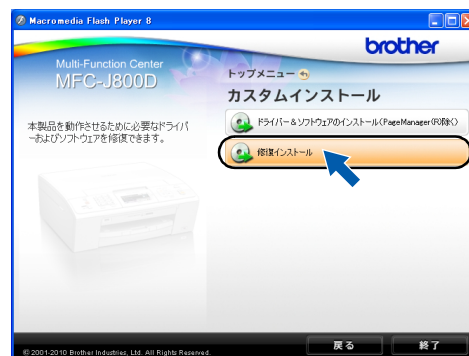 Macromedia Flash Player 8
brother
Multi-Function Center
MFC-J800D
トップメニュー
カスタムインストール
本製品を動作させるために必要なドライバ
ーおよびソフトウェアを修復できます。
ドライバー&ソフトウェアのインストール(PageManager®除く)
修復インストール
戻る
終了
© 2001-2010 Brother Industries, Ltd. All Rights Reserved.